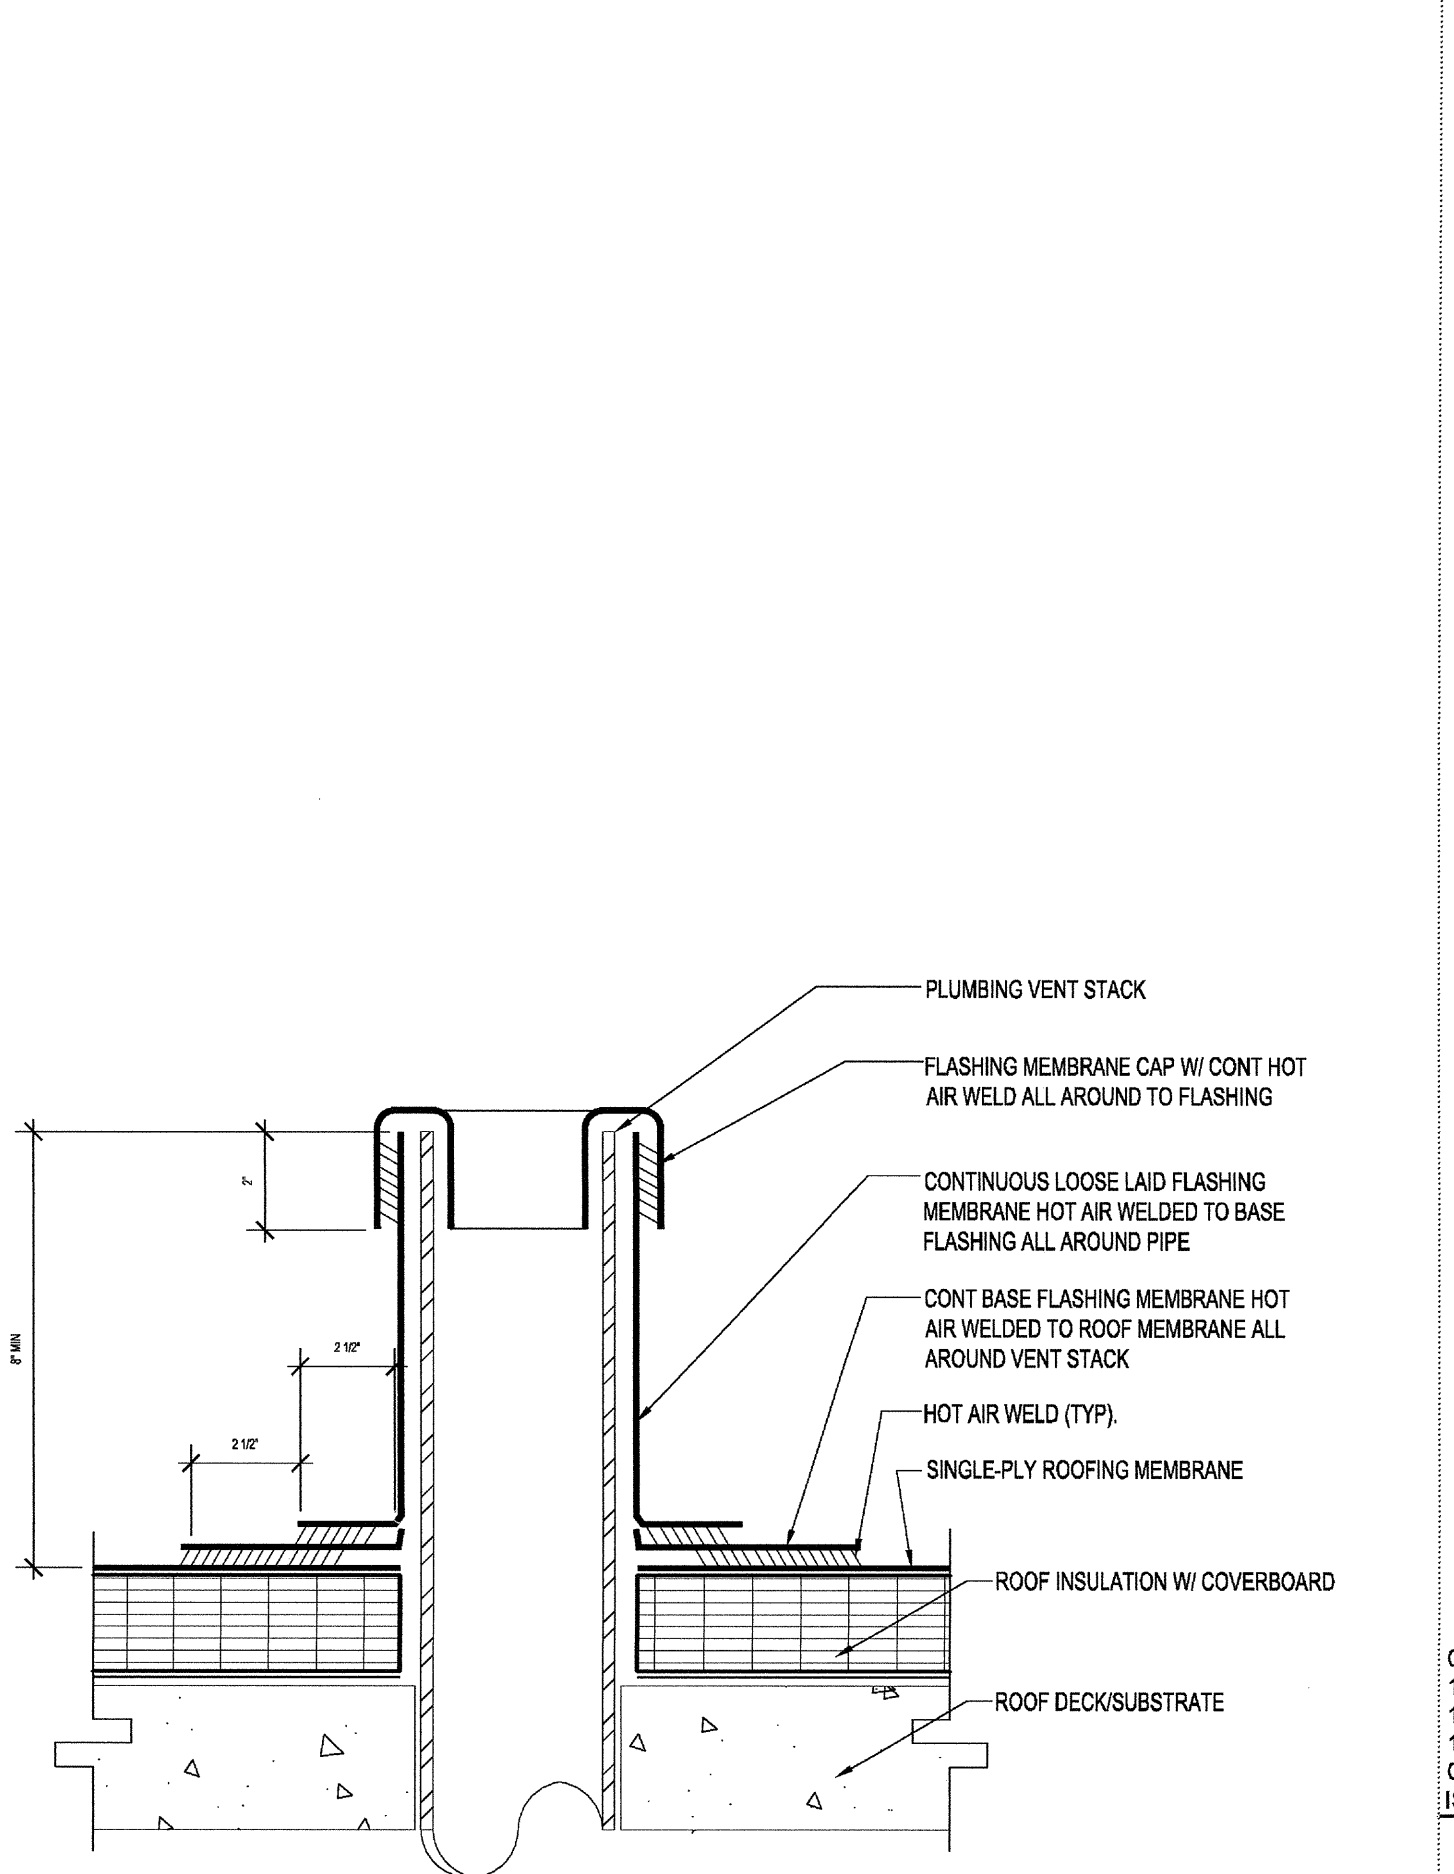 PLUMBING VENT STACK
FLASHING MEMBRANE CAP W/ CONT HOT
AIR WELD ALL AROUND TO FLASHING
2"
CONTINUOUS LOOSE LAID FLASHING
MEMBRANE HOT AIR WELDED TO BASE
FLASHING ALL AROUND PIPE
CONT BASE FLASHING MEMBRANE HOT
AIR WELDED TO ROOF MEMBRANE ALL
AROUND VENT STACK
8" MIN
2 1/2"
HOT AIR WELD (TYP).
2 1/2"
SINGLE-PLY ROOFING MEMBRANE
ROOF INSULATION W/ COVERBOARD
ROOF DECK/SUBSTRATE